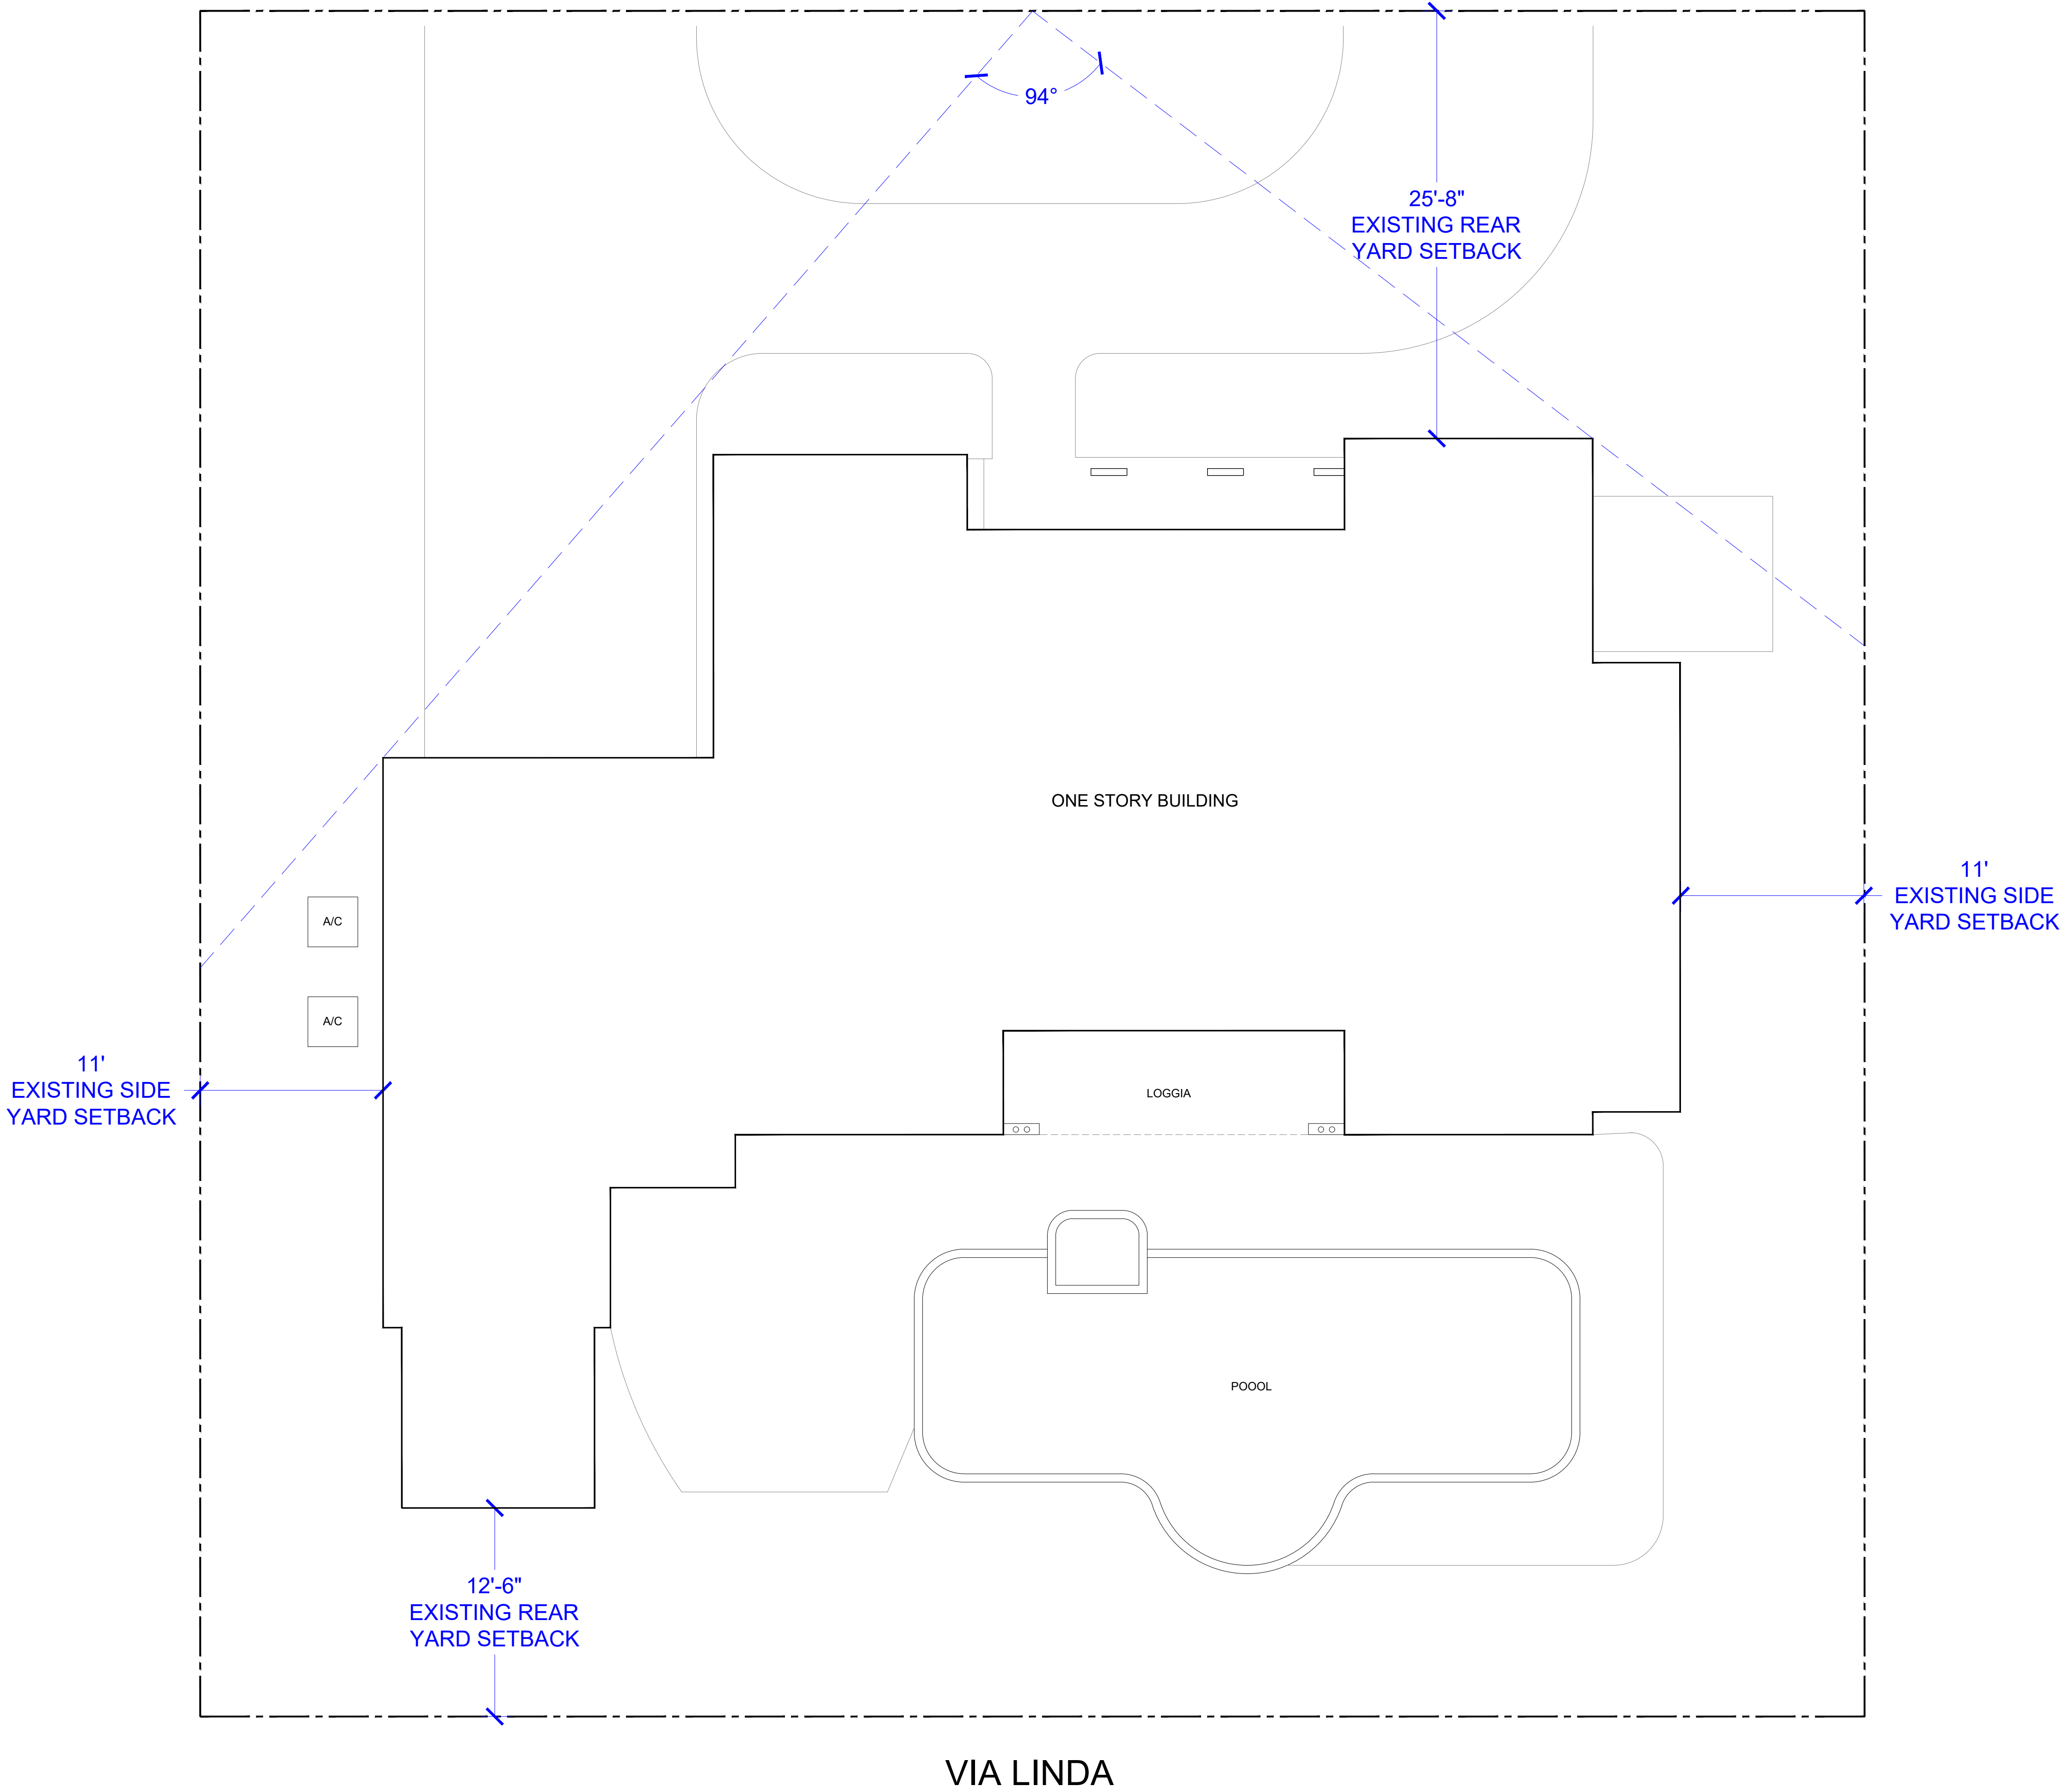 94°
25'-8"
EXISTING REAR
YARD SETBACK
ONE STORY BUILDING
11'
EXISTING SIDE
YARD SETBACK
A/C
A/C
11'
EXISTING SIDE
YARD SETBACK
LOGGIA
POOOL
12'-6"
EXISTING REAR
YARD SETBACK
VIA LINDA